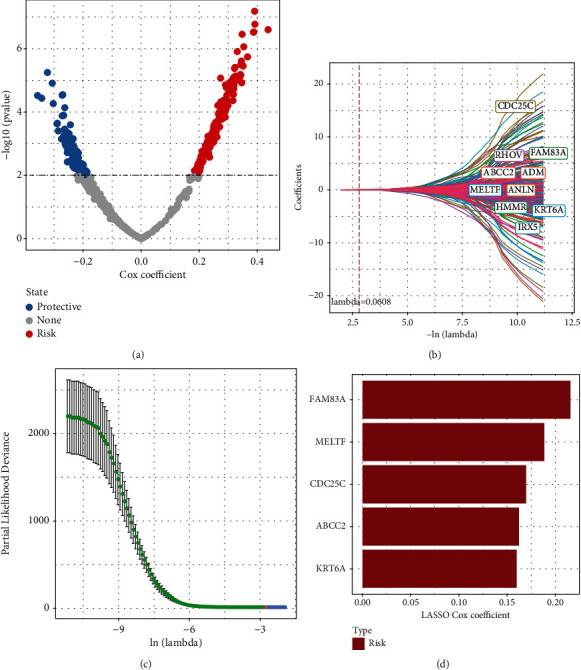 6
4
2
0
−log10 (pvalue)
−0.2 0.0 0.2 0.4
Cox coefficient
State
Protective
None
Risk
(a)
20
10
0
−10
−20
Coefficients
CDC25C
RHOV FAM83A
ABCC2 ADM
MELTF ANLN
HMMR KRT6A
IRX5
lambda=0.0608
2.5 5.0 7.5 10.0 12.5
−ln (lambda)
(b)
2000
1000
0
Partial Likelihood Deviance
−9 −6 −3
ln (lambda)
(c)
FAM83A
MELTF
CDC25C
ABCC2
KRT6A
0.00 0.05 0.10 0.15 0.20
LASSO Cox coefficient
Type
Risk
(d)